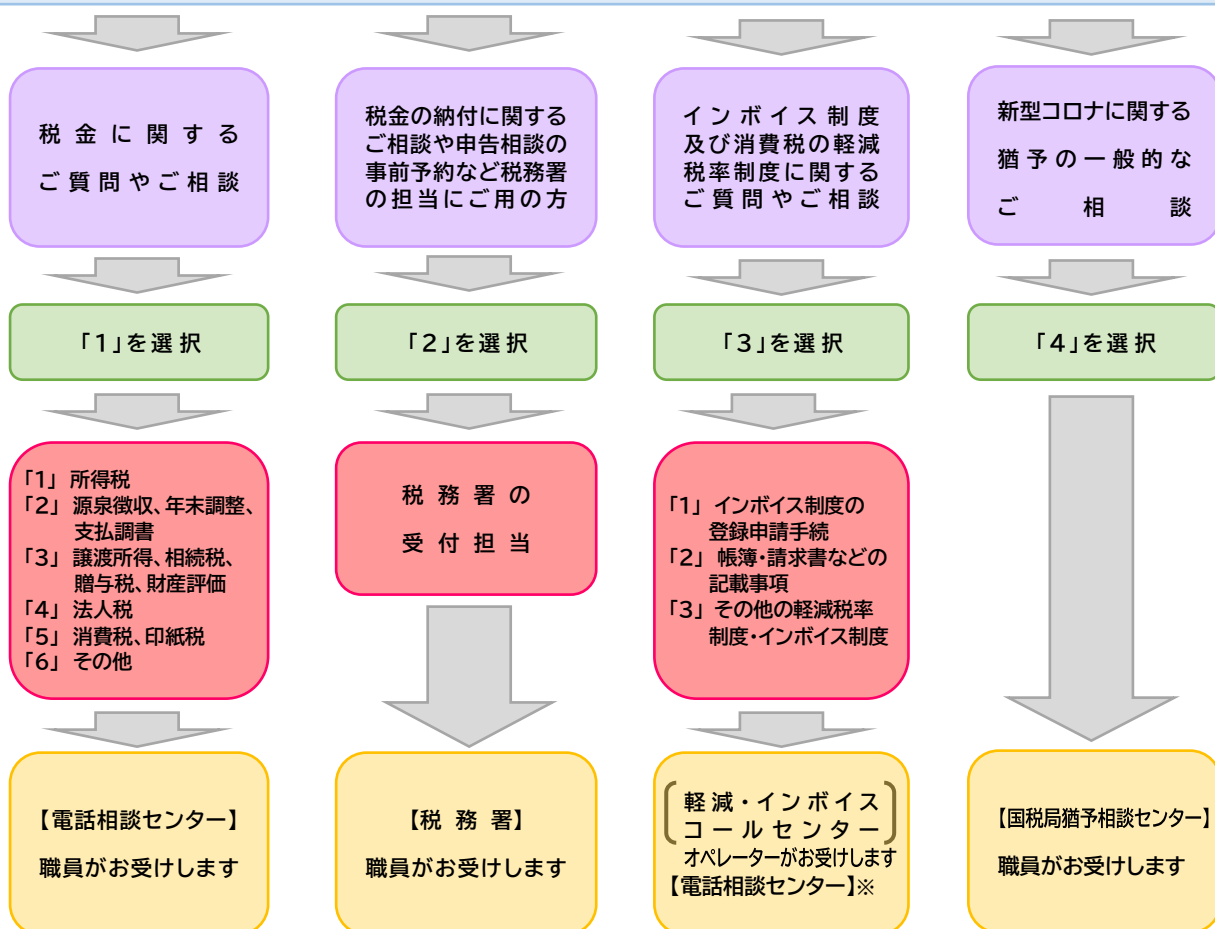 税金に関する
ご質問やご相談
税金の納付に関する
ご相談や申告相談の
事前予約など税務署
の担当にご用の方
インボイス制度
及び消費税の軽減
税率制度に関する
ご質問やご相談
新型コロナに関する
猶予の一般的な
ご相談
「1」を選択
「2」を選択
「3」を選択
「4」を選択
「1」 所得税
「2」 源泉徴収、年末調整、
支払調書
「3」 譲渡所得、相続税、
贈与税、財産評価
「4」 法人税
「5」 消費税、印紙税
「6」 その他
税務署の
受付担当
「1」 インボイス制度の
登録申請手続
「2」 帳簿・請求書などの
記載事項
「3」 その他の軽減税率
制度・インボイス制度
【電話相談センター】
職員がお受けします
【税務署】
職員がお受けします
軽減・インボイス
コールセンター
オペレーターがお受けします
【電話相談センター】※
【国税局猶予相談センター】
職員がお受けします